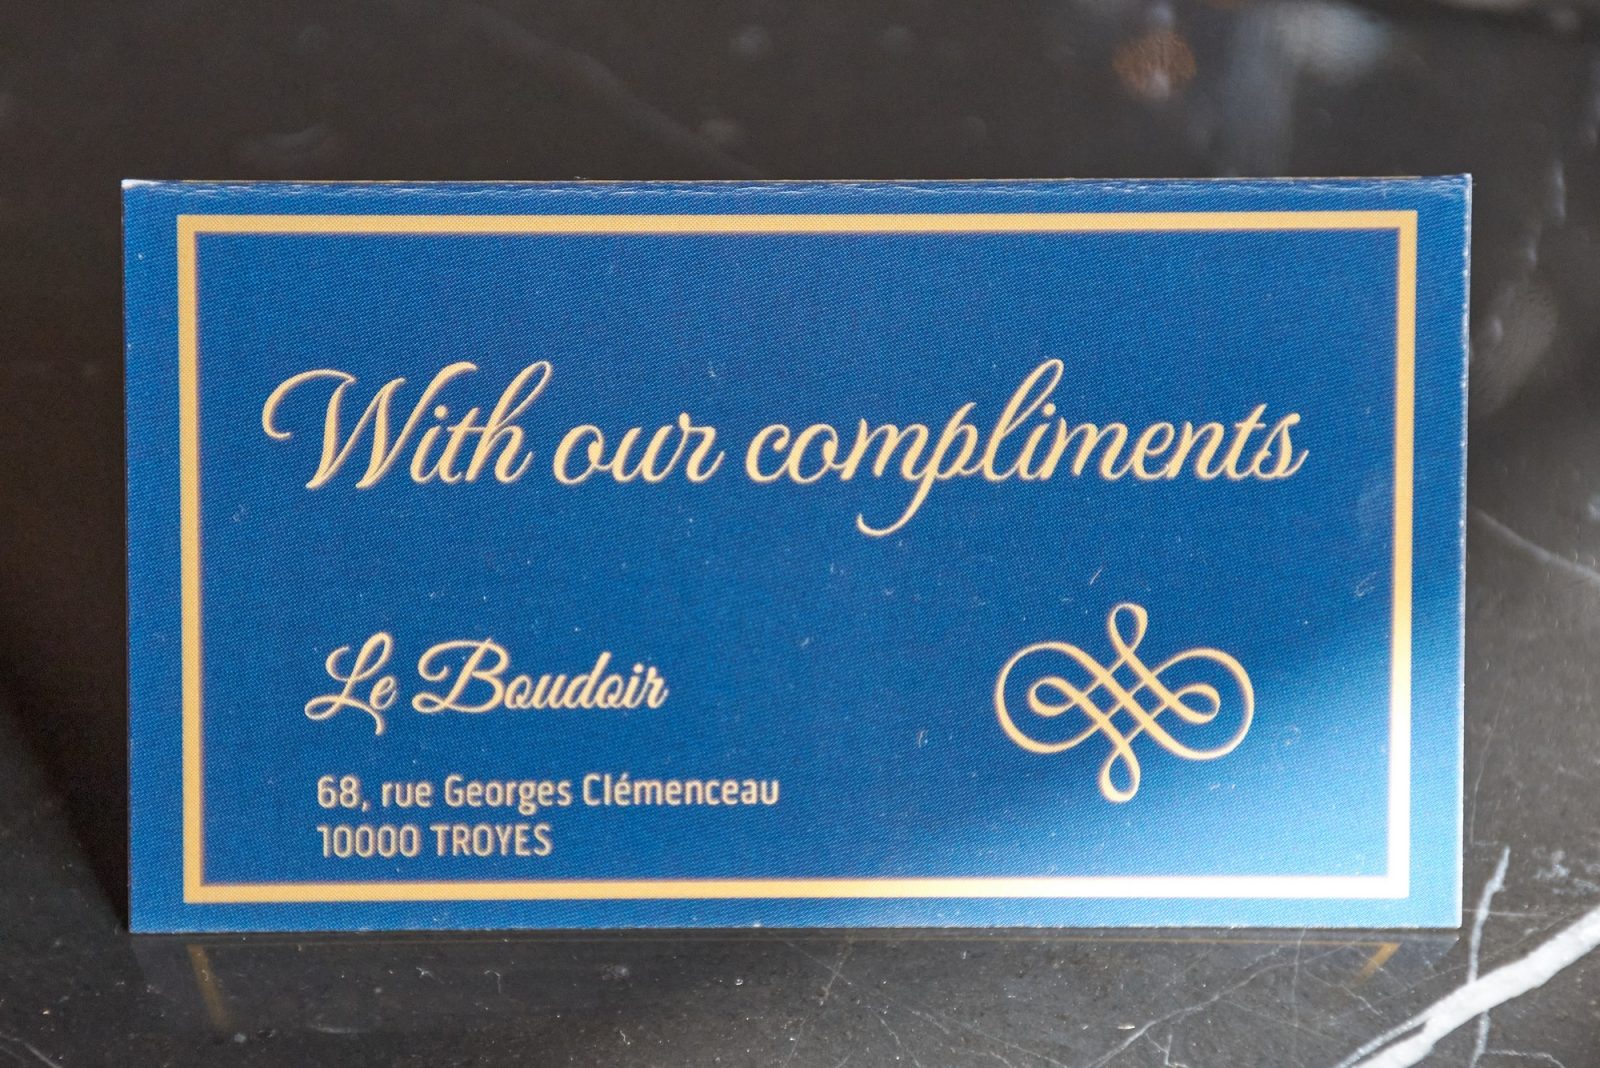 With our compliments
Le Boudoir
68, rue Georges Clémenceau
10000 TROYES